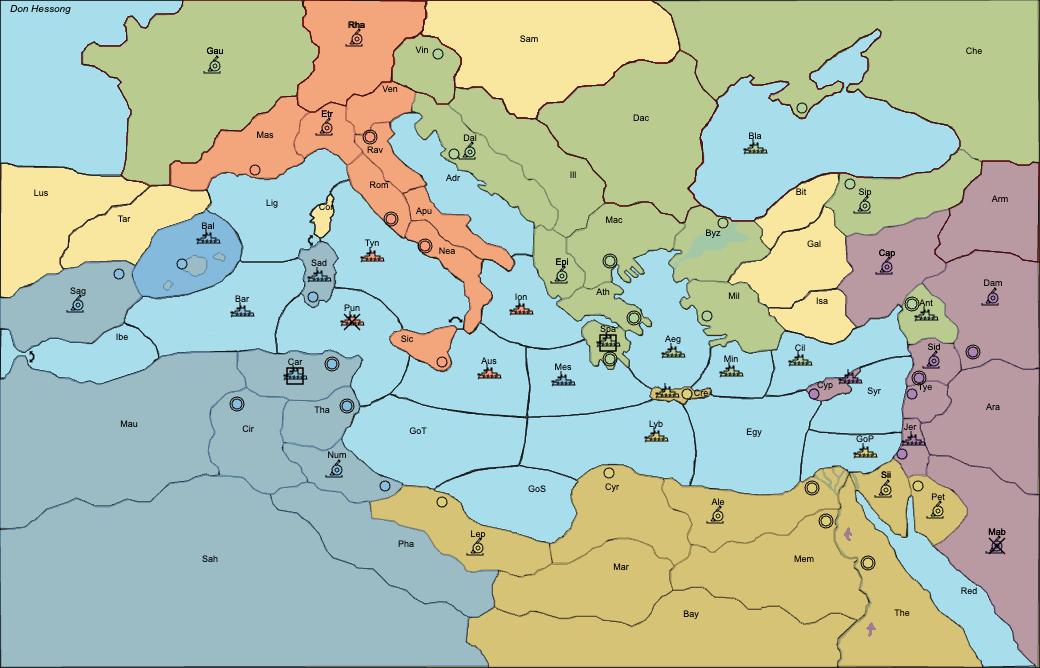 Don Hessong
Rha
Sam
Gau
Vin
Che
Ven
Etr
Dac
Mas
Dal
Bla
Rav
Ill
Adr
Rom
Lus
Bit
Sip
Arm
Lig
Cor
Apu
Tar
Mac
Bal
Byz
Gal
Tyn
Nea
Sad
Epi
Cap
Dam
Sag
Bar
Ath
Mil
Isa
Ant
Pun
Ion
Spa
Ibe
Sic
Aeg
Min
Cil
Sid
Car
Aus
Mes
Cyp
Tye
Syr
Cre
Ara
Mau
Tha
Cir
GoT
Lyb
Egy
Jer
GoP
Num
GoS
Cyr
Sii
Pet
Ale
Lep
Pha
Mab
Sah
Mar
Mem
Red
Bay
The